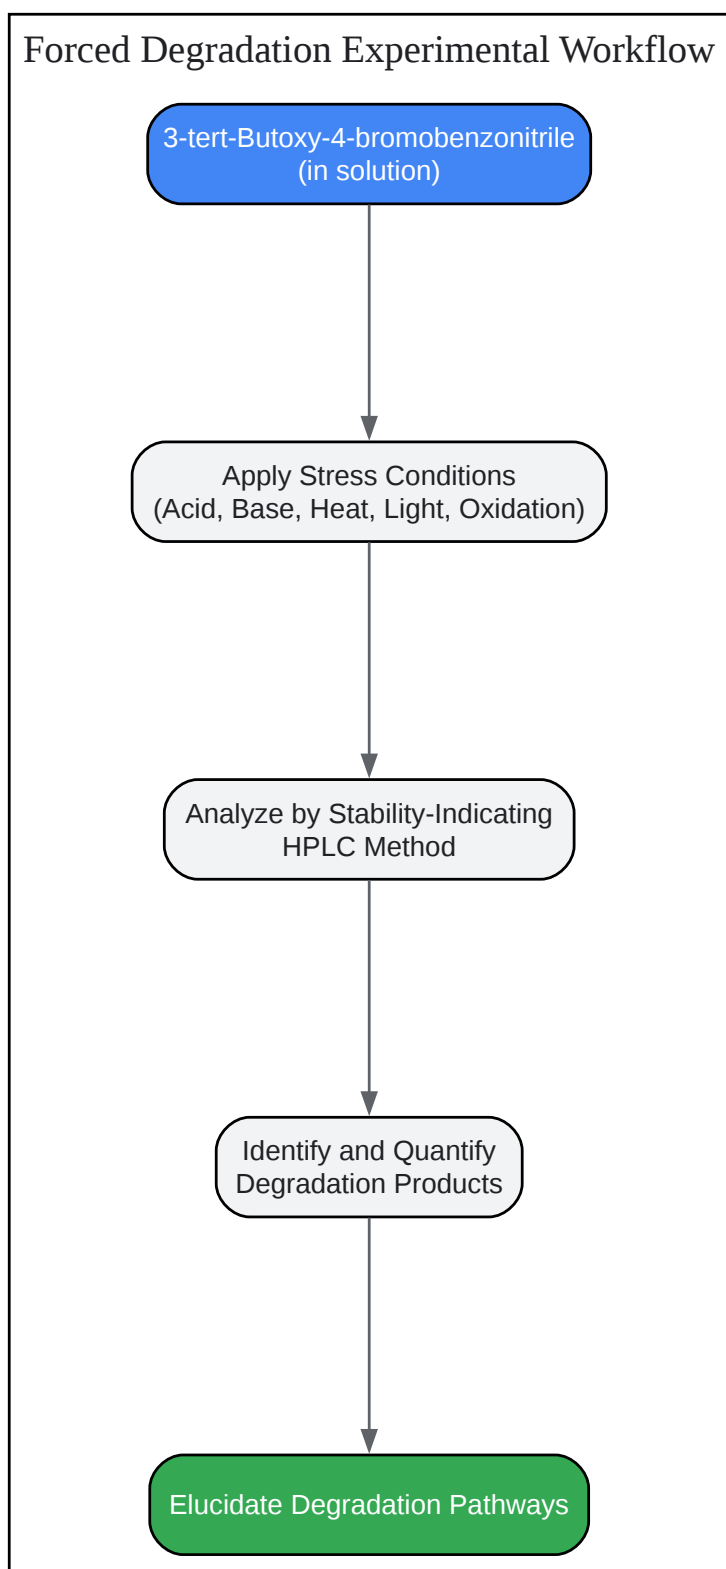 Forced Degradation Experimental Workflow
3-tert-Butoxy-4-bromobenzonitrile
(in solution)
Apply Stress Conditions
(Acid, Base, Heat, Light, Oxidation)
Analyze by Stability-Indicating
HPLC Method
Identify and Quantify
Degradation Products
Elucidate Degradation Pathways